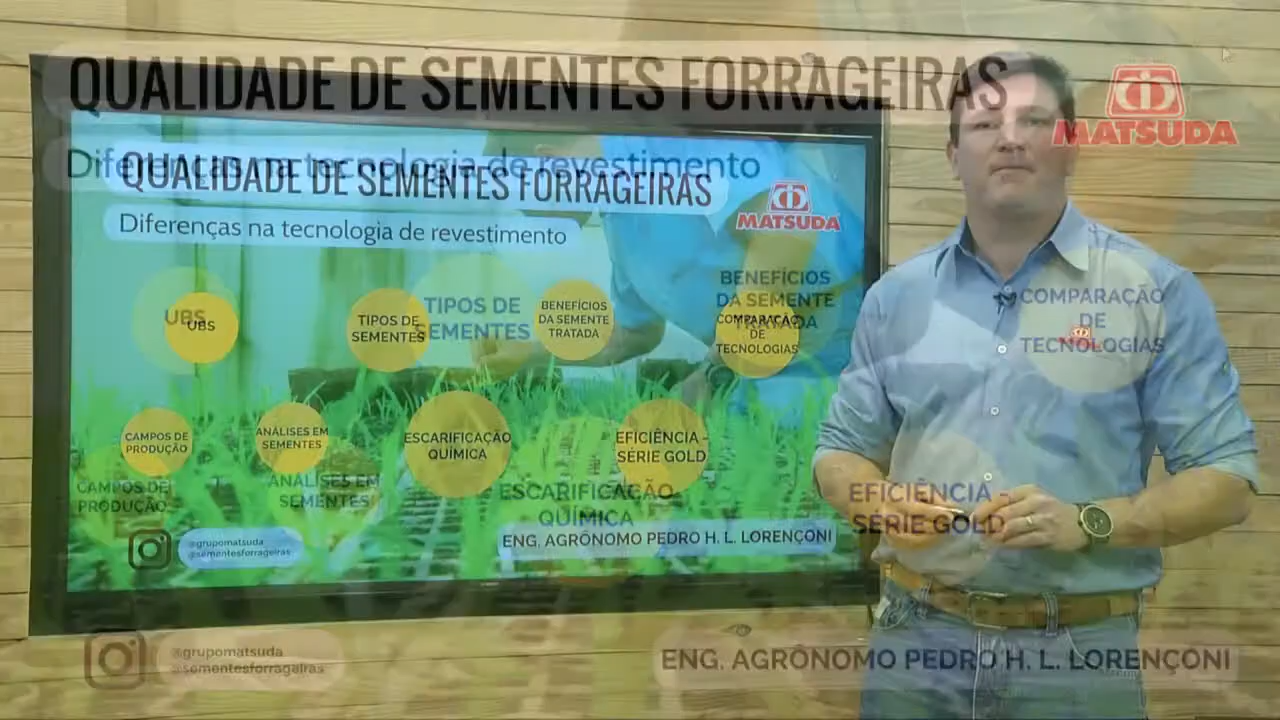 QUALIDADE DE SEMENTES FORRAGEIRAS
MATSUDA
Diferenças na tecnologia de revestimento
QUALIDADE DE SEMENTES FORRAGEIRAS
Diferenças na tecnologia de revestimento
MATSUDA
UBS
UBS
TIPOS DE
SEMENTES
TIPOS DE
SEMENTES
BENEFÍCIOS
DA SEMENTE
TRATADA
BENEFÍCIOS
DA SEMENTE
TRATADA
COMPARAÇÃO
DE
TECNOLOGIAS
COMPARAÇÃO
DE
TECNOLOGIAS
CAMPOS DE
PRODUÇÃO
ANÁLISES EM
SEMENTES
ESCARIFICAÇÃO
QUÍMICA
EFICIÊNCIA -
SÉRIE GOLD
CAMPOS DE
PRODUÇÃO
ANÁLISES EM
SEMENTES
ESCARIFICAÇÃO
QUÍMICA
EFICIÊNCIA -
SÉRIE GOLD
@grupomatsuda
@sementesforrageiras
ENG. AGRÔNOMO PEDRO H. L. LORENÇONI
@grupomatsuda
@sementesforrageiras
ENG. AGRÔNOMO PEDRO H. L. LORENÇONI